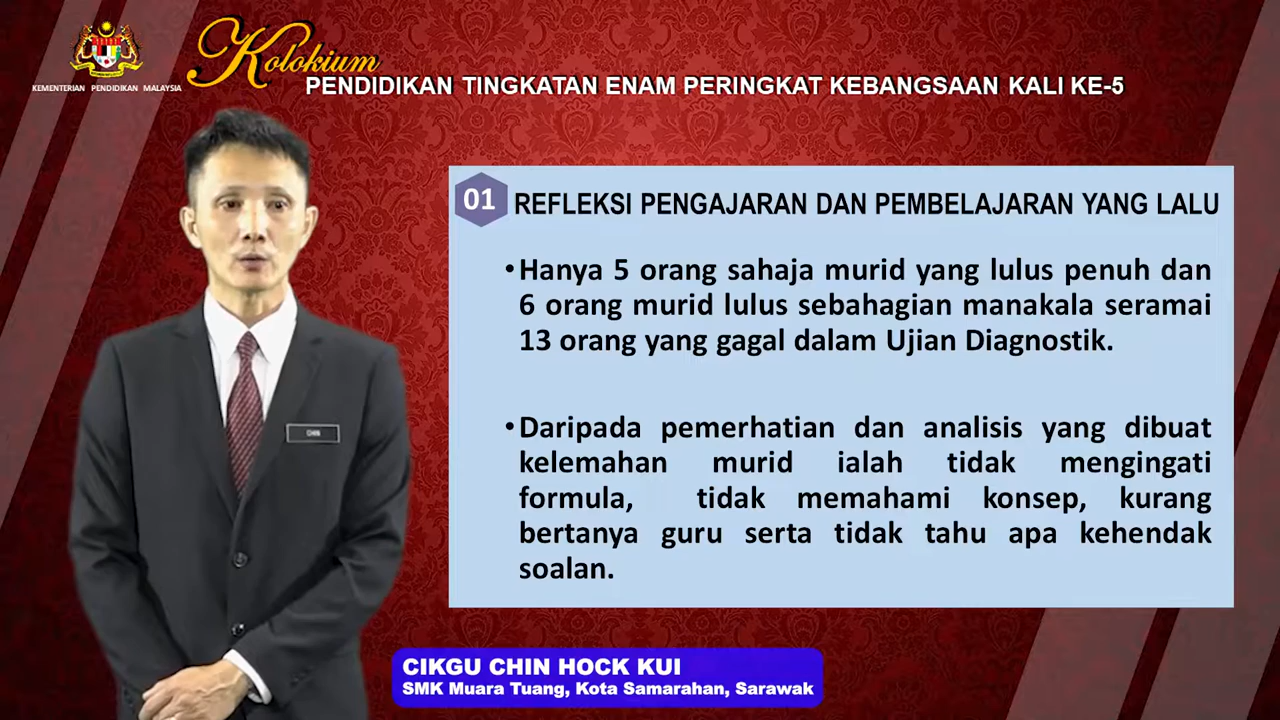 KEMENTERIAN PENDIDIKAN MALAYSIA
Kolokium
PENDIDIKAN TINGKATAN ENAM PERINGKAT KEBANGSAAN KALI KE-5
01 REFLEKSI PENGAJARAN DAN PEMBELAJARAN YANG LALU
•Hanya 5 orang sahaja murid yang lulus penuh dan
6 orang murid lulus sebahagian manakala seramai
13 orang yang gagal dalam Ujian Diagnostik.
•Daripada pemerhatian dan analisis yang dibuat
kelemahan murid ialah tidak mengingati
formula, tidak memahami konsep, kurang
bertanya guru serta tidak tahu apa kehendak
soalan.
CHIN
CIKGU CHIN HOCK KUI
SMK Muara Tuang, Kota Samarahan, Sarawak